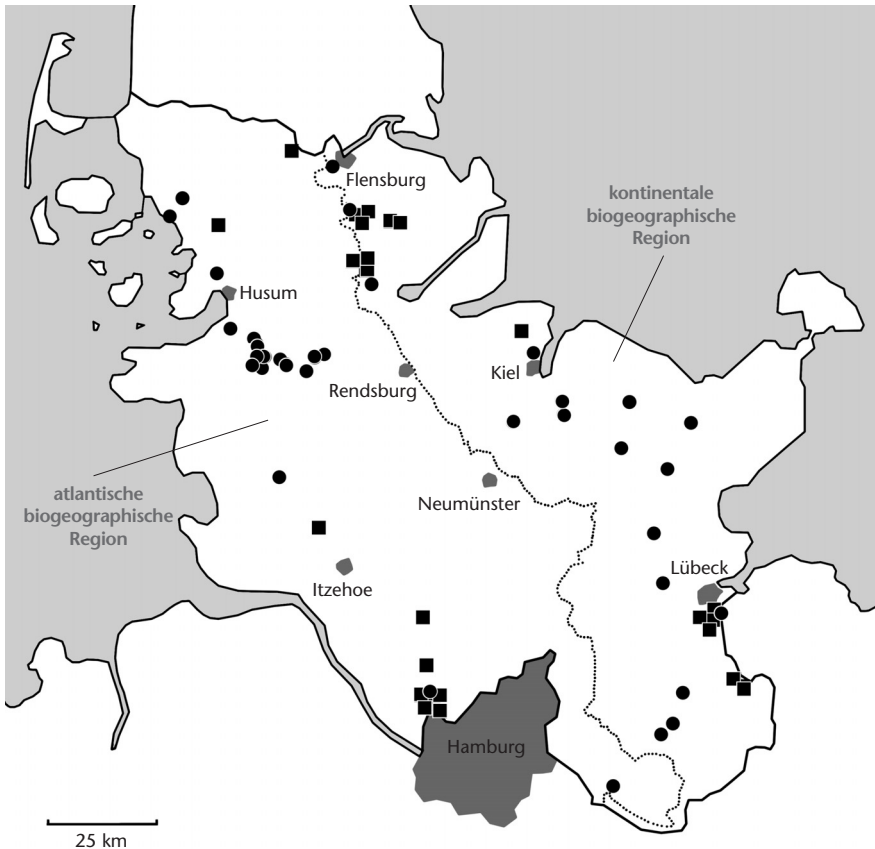 Flensburg
kontinentale
biogeographische
Region
Husum
Kiel
Rendsburg
atlantische
biogeographische
Region
Neumünster
Lübeck
Itzehoe
Hamburg
25 km